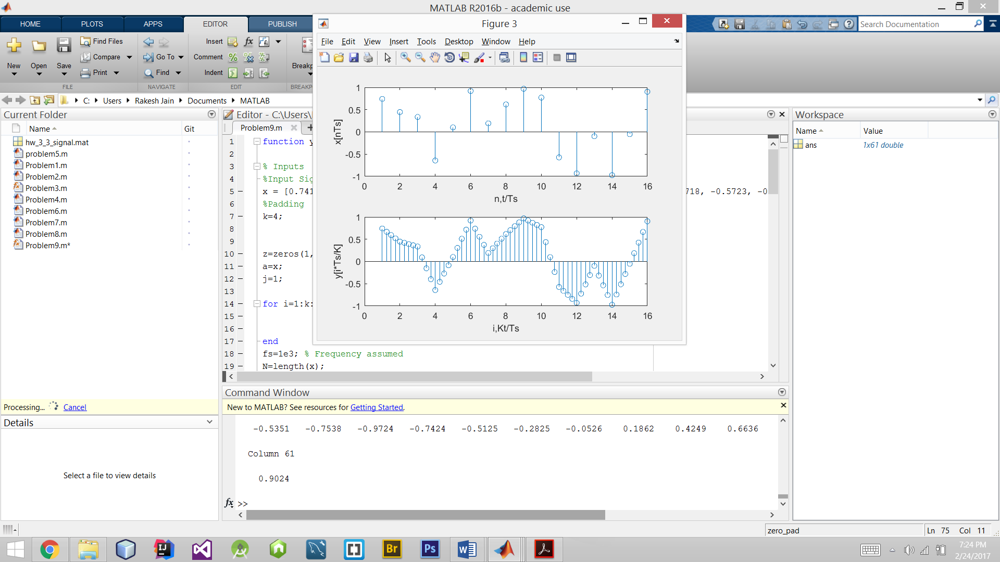 MATLAB R2016b - academic use
HOME PLOTS APPS EDITOR PUBLISH
Search Documentation
New Open Save
Find Files
Compare
Print
FILE
Go To
Find
NAVIGATE
Insert
Comment
Indent
EDIT
Breakp
BREAKP
C: Users Rakesh Jain Documents MATLAB
Current Folder
Name Git
hw_3_3_signal.mat
problem5.m
Problem1.m
Problem2.m
Problem3.m
Problem4.m
Problem6.m
Problem7.m
Problem8.m
Problem9.m*
Processing... Cancel
Details
Select a file to view details
Editor - C:\Users\
Problem9.m
1 function y
2
3 % Inputs
4 %Input Sig
5 x = [0.741 718, -0.5723, -0
6 %Padding
7 k=4;
8
9
10 z=zeros(1,
11 a=x;
12 j=1;
13
14 for i=1:k:
15
16
17 end
18 fs=1e3; % Frequency assumed
19 N=length(x);
Figure 3
File Edit View Insert Tools Desktop Window Help
1
0.5
0
-0.5
-1
x[nTs]
0 2 4 6 8 10 12 14 16
n,t/Ts
1
0.5
0
-0.5
-1
y[i*Ts/K]
0 2 4 6 8 10 12 14 16
i,Kt/Ts
Command Window
New to MATLAB? See resources for Getting Started.
-0.5351 -0.7538 -0.9724 -0.7424 -0.5125 -0.2825 -0.0526 0.1862 0.4249 0.6636
Column 61
0.9024
fx >>
Workspace
Name Value
ans 1x61 double
zero_pad
Ln 75 Col 11
IJ
Br
Ps
7:24 PM
2/24/2017